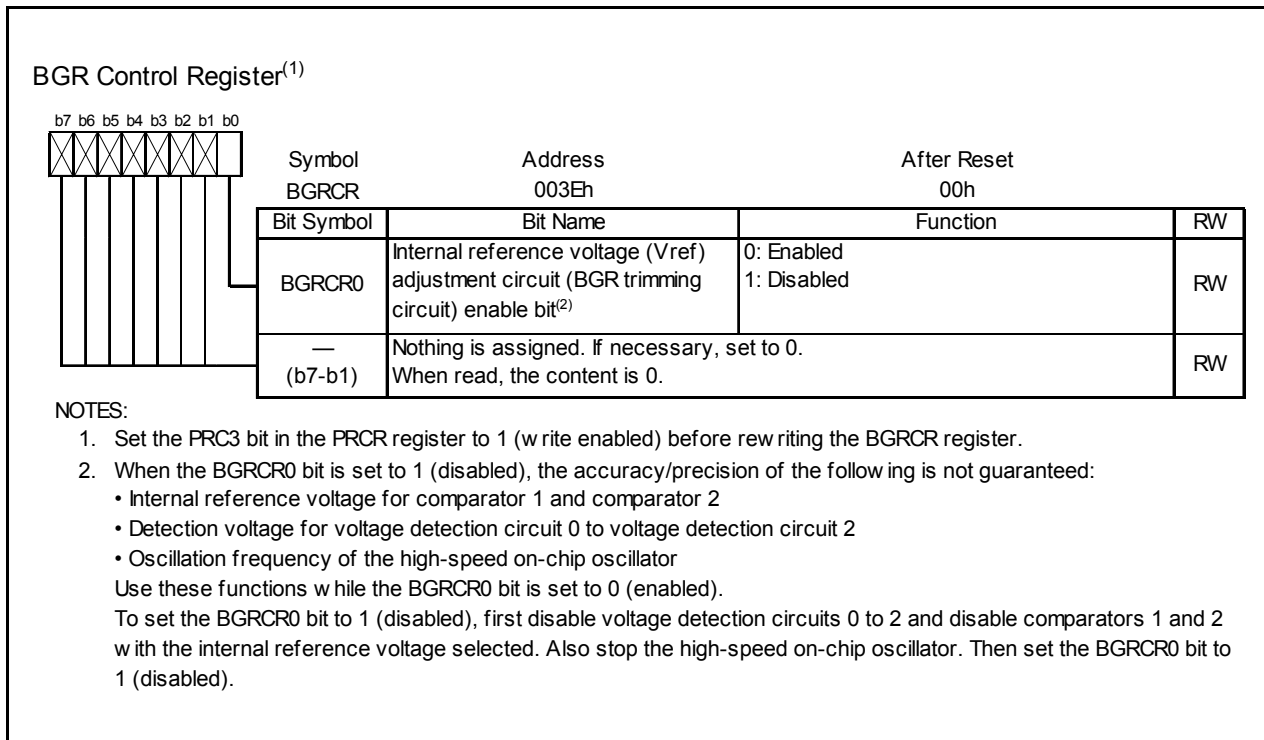 BGR Control Register(1)
b7 b6 b5 b4 b3 b2 b1 b0
Symbol Address After Reset
BGRCR 003Eh 00h
Bit Symbol Bit Name Function RW
BGRCR0 Internal reference voltage (Vref) adjustment circuit (BGR trimming circuit) enable bit(2) 0: Enabled 1: Disabled RW
— (b7-b1) Nothing is assigned. If necessary, set to 0. When read, the content is 0. RW
NOTES:
1. Set the PRC3 bit in the PRCR register to 1 (write enabled) before rewriting the BGRCR register.
2. When the BGRCR0 bit is set to 1 (disabled), the accuracy/precision of the following is not guaranteed:
• Internal reference voltage for comparator 1 and comparator 2
• Detection voltage for voltage detection circuit 0 to voltage detection circuit 2
• Oscillation frequency of the high-speed on-chip oscillator
Use these functions while the BGRCR0 bit is set to 0 (enabled).
To set the BGRCR0 bit to 1 (disabled), first disable voltage detection circuits 0 to 2 and disable comparators 1 and 2
with the internal reference voltage selected. Also stop the high-speed on-chip oscillator. Then set the BGRCR0 bit to
1 (disabled).